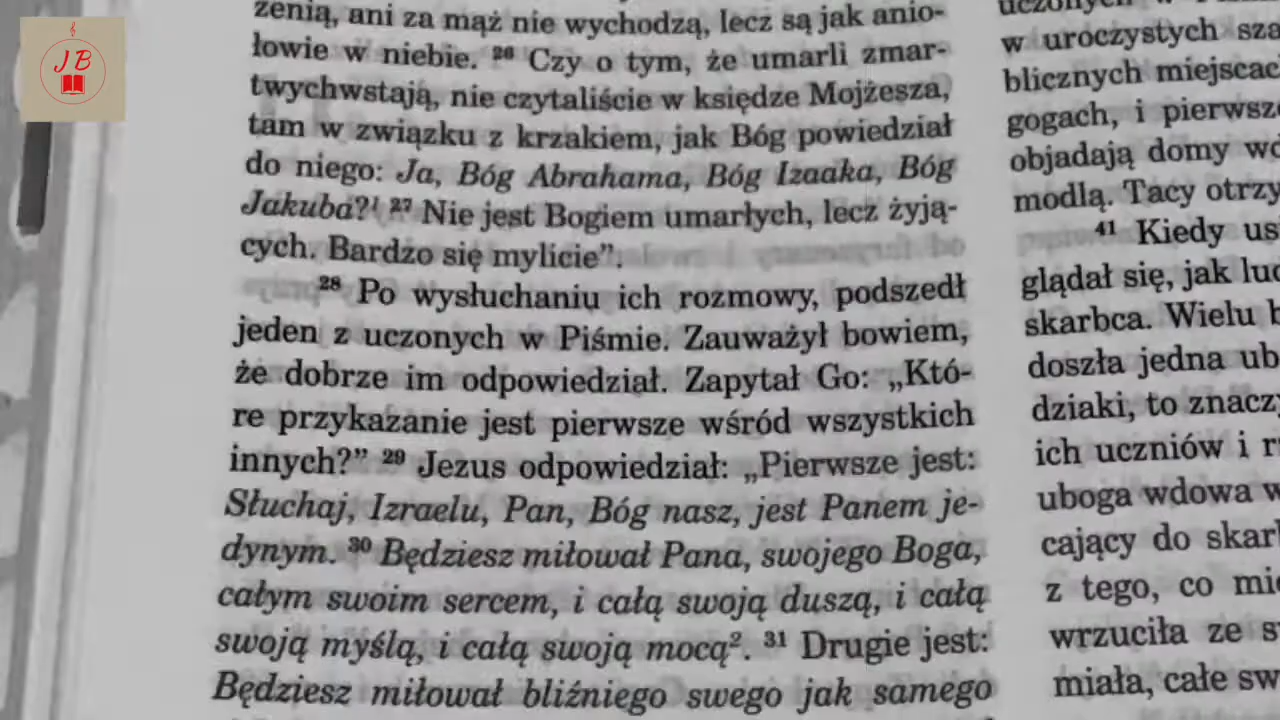 J B
żenią, ani za mąż nie wychodzą, lecz są jak anio-
łowie w niebie. ²⁶ Czy o tym, że umarli zmar-
twychwstają, nie czytaliście w księdze Mojżesza,
tam w związku z krzakiem, jak Bóg powiedział
do niego: Ja, Bóg Abrahama, Bóg Izaaka, Bóg
Jakuba?¹ ²⁷ Nie jest Bogiem umarłych, lecz żyją-
cych. Bardzo się mylicie”.
²⁸ Po wysłuchaniu ich rozmowy, podszedł
jeden z uczonych w Piśmie. Zauważył bowiem,
że dobrze im odpowiedział. Zapytał Go: „Któ-
re przykazanie jest pierwsze wśród wszystkich
innych?” ²⁹ Jezus odpowiedział: „Pierwsze jest:
Słuchaj, Izraelu, Pan, Bóg nasz, jest Panem je-
dynym. ³⁰ Będziesz miłował Pana, swojego Boga,
całym swoim sercem, i całą swoją duszą, i całą
swoją myślą, i całą swoją mocą². ³¹ Drugie jest:
Będziesz miłował bliźniego swego jak samego
w uroczystych sza
blicznych miejscac
gogach, i pierwsz
objadają domy wd
modlą. Tacy otrzy
⁴¹ Kiedy us
glądał się, jak lud
skarbca. Wielu b
doszła jedna ub
dziaki, to znaczy
ich uczniów i r
uboga wdowa w
cający do skar
z tego, co mi
wrzuciła ze s
miała, całe sw